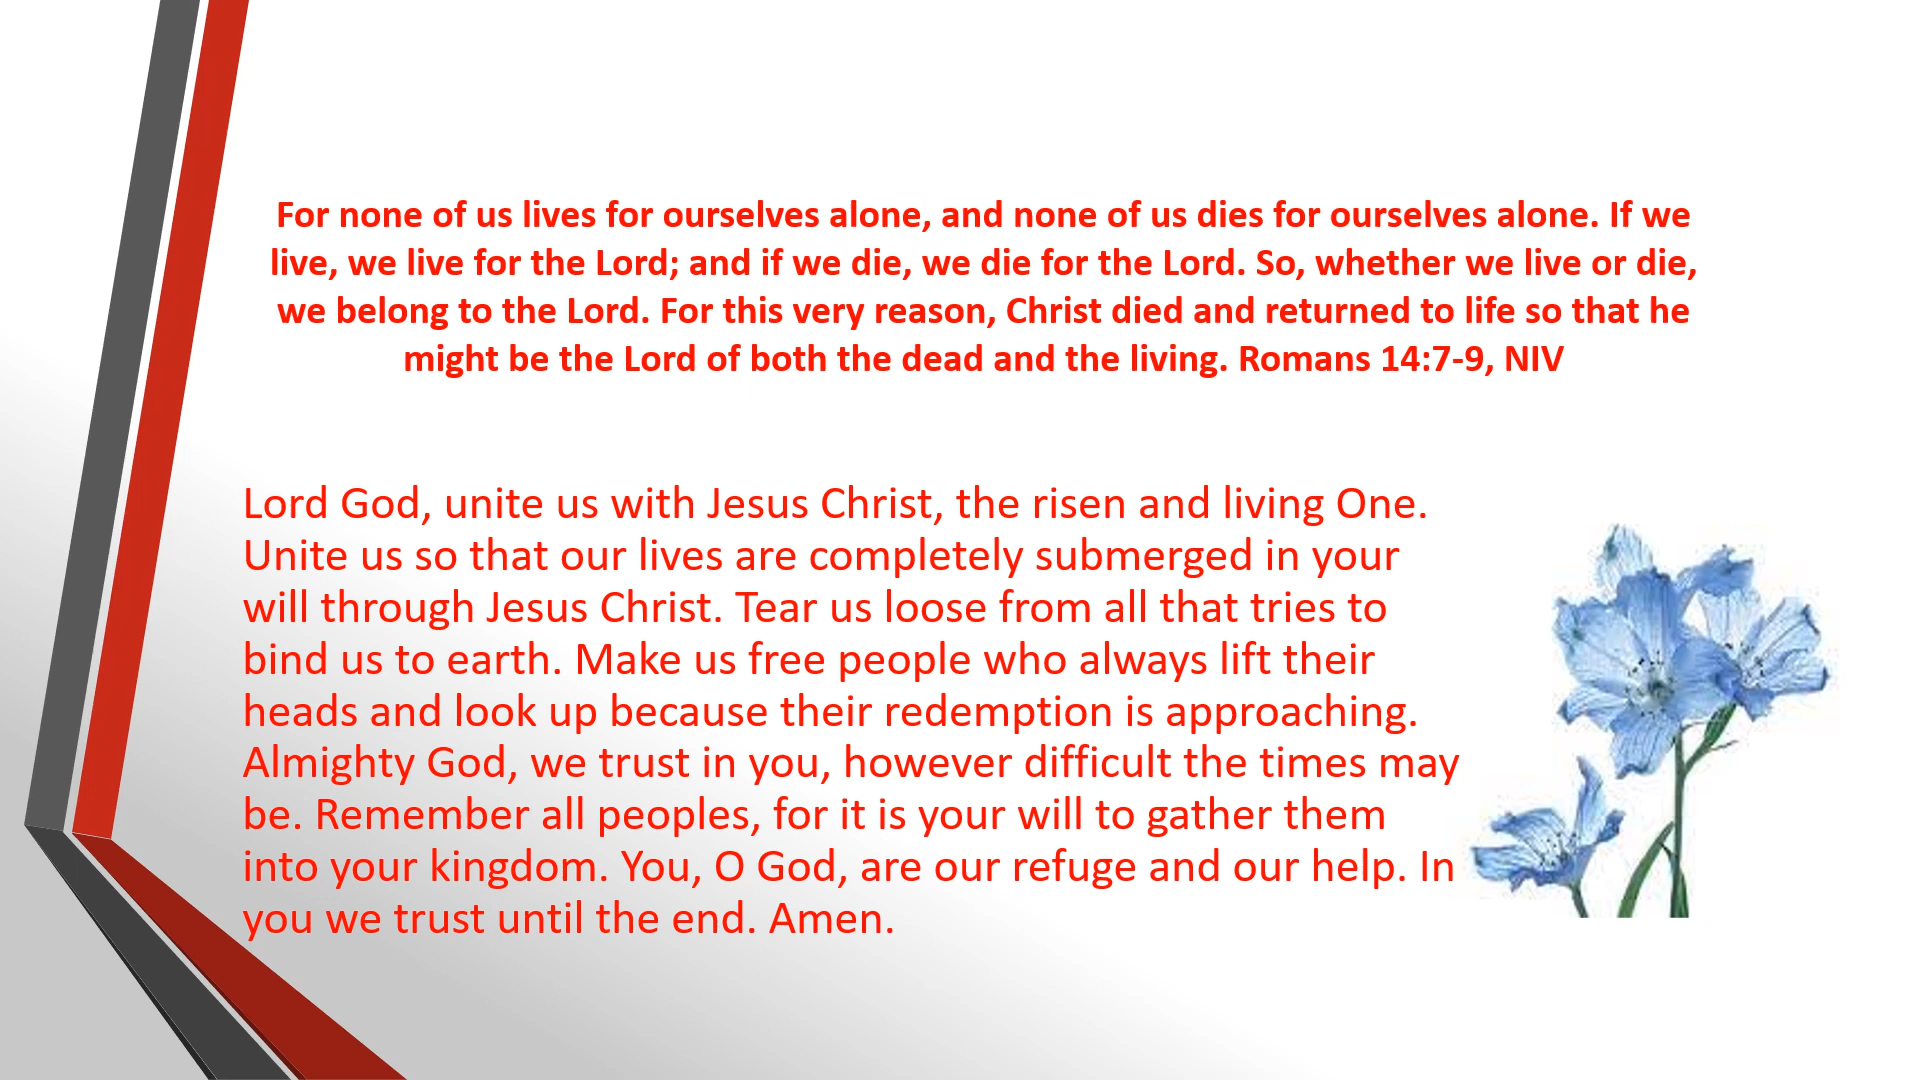 For none of us lives for ourselves alone, and none of us dies for ourselves alone. If we
live, we live for the Lord; and if we die, we die for the Lord. So, whether we live or die,
we belong to the Lord. For this very reason, Christ died and returned to life so that he
might be the Lord of both the dead and the living. Romans 14:7-9, NIV
Lord God, unite us with Jesus Christ, the risen and living One.
Unite us so that our lives are completely submerged in your
will through Jesus Christ. Tear us loose from all that tries to
bind us to earth. Make us free people who always lift their
heads and look up because their redemption is approaching.
Almighty God, we trust in you, however difficult the times may
be. Remember all peoples, for it is your will to gather them
into your kingdom. You, O God, are our refuge and our help. In
you we trust until the end. Amen.